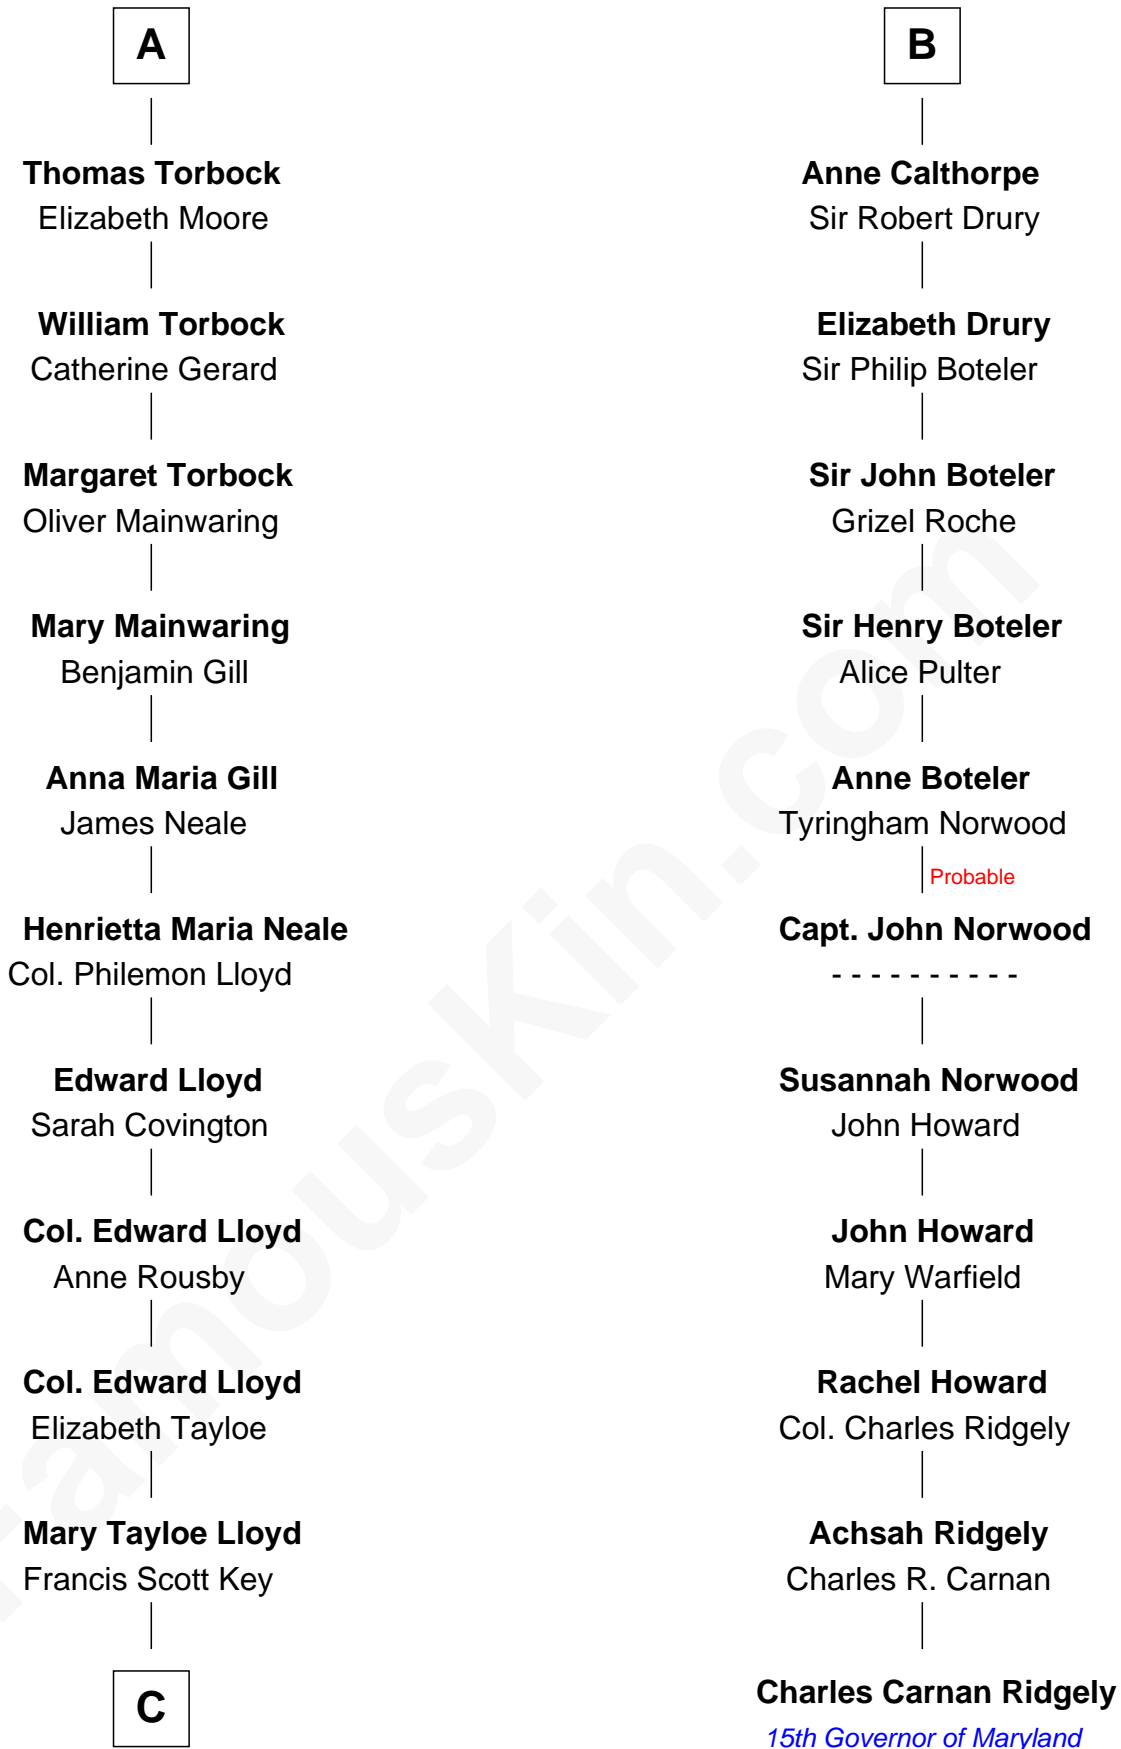 A
Thomas Torbock
Elizabeth Moore
William Torbock
Catherine Gerard
Margaret Torbock
Oliver Mainwaring
Mary Mainwaring
Benjamin Gill
Anna Maria Gill
James Neale
Henrietta Maria Neale
Col. Philemon Lloyd
Edward Lloyd
Sarah Covington
Col. Edward Lloyd
Anne Rousby
Col. Edward Lloyd
Elizabeth Tayloe
Mary Tayloe Lloyd
Francis Scott Key
C
B
Anne Calthorpe
Sir Robert Drury
Elizabeth Drury
Sir Philip Boteler
Sir John Boteler
Grizel Roche
Sir Henry Boteler
Alice Pulter
Anne Boteler
Tyringham Norwood
Probable
Capt. John Norwood
- - - - - - - - - -
Susannah Norwood
John Howard
John Howard
Mary Warfield
Rachel Howard
Col. Charles Ridgely
Achsah Ridgely
Charles R. Carnan
Charles Carnan Ridgely
15th Governor of Maryland
FamousKin.com